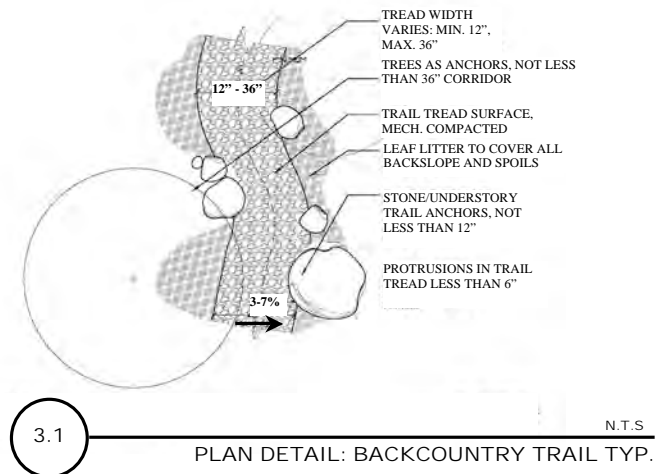 TREAD WIDTH
VARIES: MIN. 12”,
MAX. 36”
TREES AS ANCHORS, NOT LESS
THAN 36” CORRIDOR
12” - 36”
TRAIL TREAD SURFACE,
MECH. COMPACTED
LEAF LITTER TO COVER ALL
BACKSLOPE AND SPOILS
STONE/UNDERSTORY
TRAIL ANCHORS, NOT
LESS THAN 12”
PROTRUSIONS IN TRAIL
TREAD LESS THAN 6”
3-7%
3.1
N.T.S
PLAN DETAIL: BACKCOUNTRY TRAIL TYP.